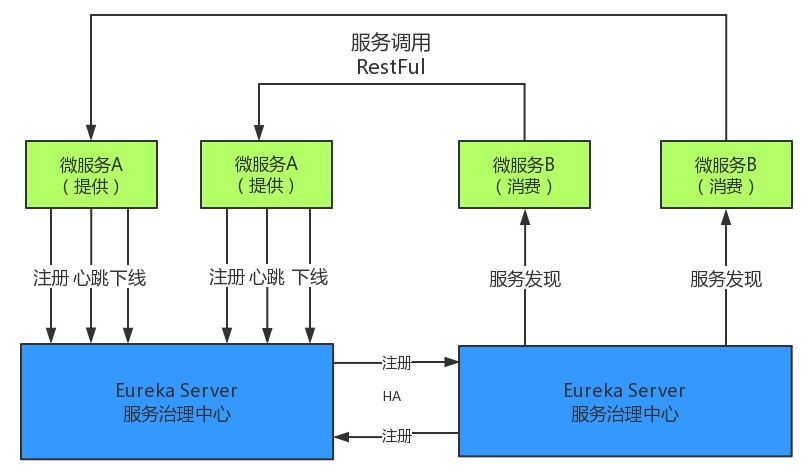 服务调用
RestFul
微服务A
（提供）
微服务A
（提供）
微服务B
（消费）
微服务B
（消费）
注册 心跳 下线
注册 心跳 下线
服务发现
服务发现
Eureka Server
服务治理中心
注册
HA
注册
Eureka Server
服务治理中心